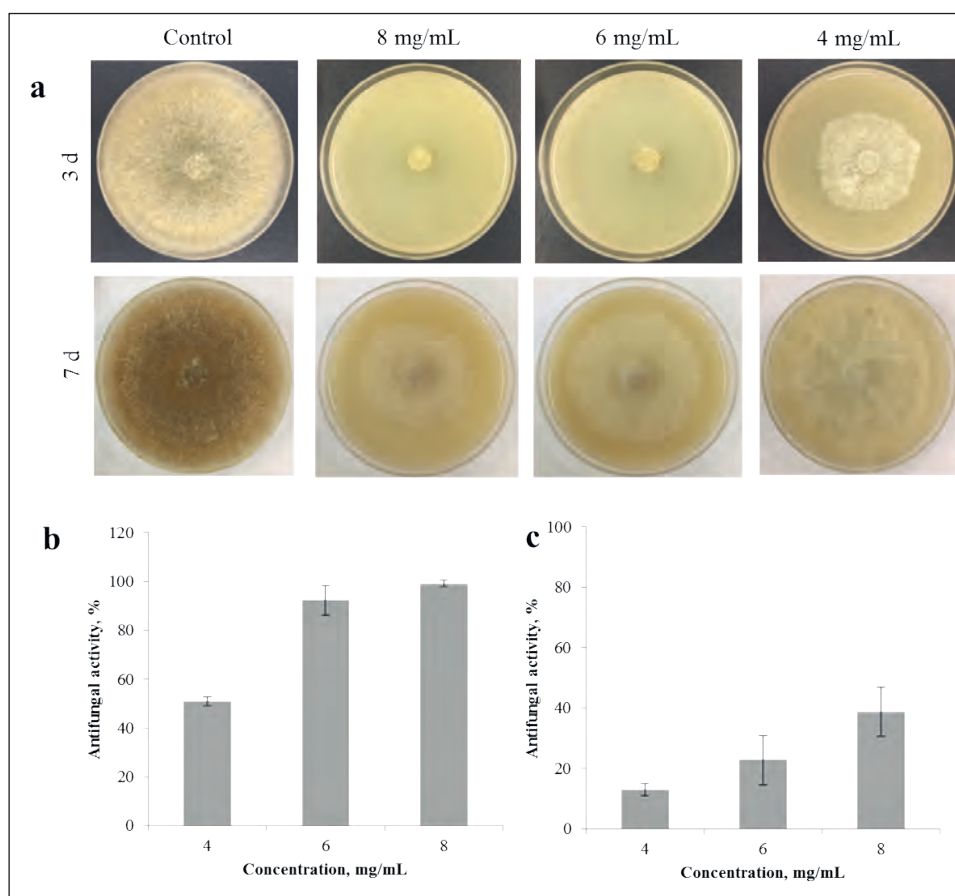 Control 8 mg/mL 6 mg/mL 4 mg/mL
a
3 d
7 d
b
120
100
80
60
40
20
0
Antifungal activity, %
4 6 8
Concentration, mg/mL
c
100
80
60
40
20
0
Antifungal activity, %
4 6 8
Concentration, mg/mL